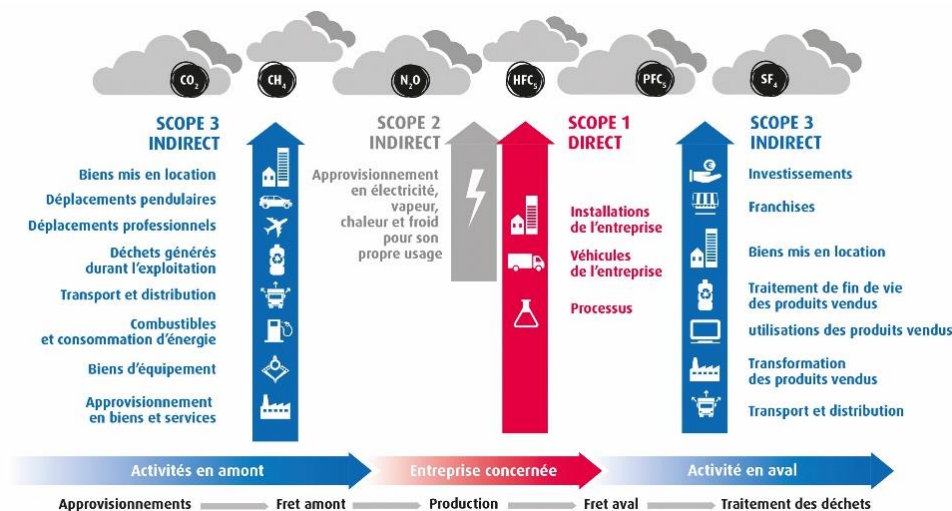 CO₂
CH₄
N₂O
HFC₅
PFC₅
SF₄
SCOPE 3
INDIRECT
Biens mis en location
Déplacements pendulaires
Déplacements professionnels
Déchets générés
durant l'exploitation
Transport et distribution
Combustibles
et consommation d'énergie
Biens d'équipement
Approvisionnement
en biens et services
SCOPE 2
INDIRECT
Approvisionnement
en électricité,
vapeur,
chaleur et froid
pour son
propre usage
SCOPE 1
DIRECT
Installations
de l'entreprise
Véhicules
de l'entreprise
Processus
SCOPE 3
INDIRECT
€
Investissements
Franchises
Biens mis en location
Traitement de fin de vie
des produits vendus
utilisations des produits vendus
Transformation
des produits vendus
Transport et distribution
Activités en amont
Entreprise concernée
Activité en aval
Approvisionnements
Fret amont
Production
Fret aval
Traitement des déchets